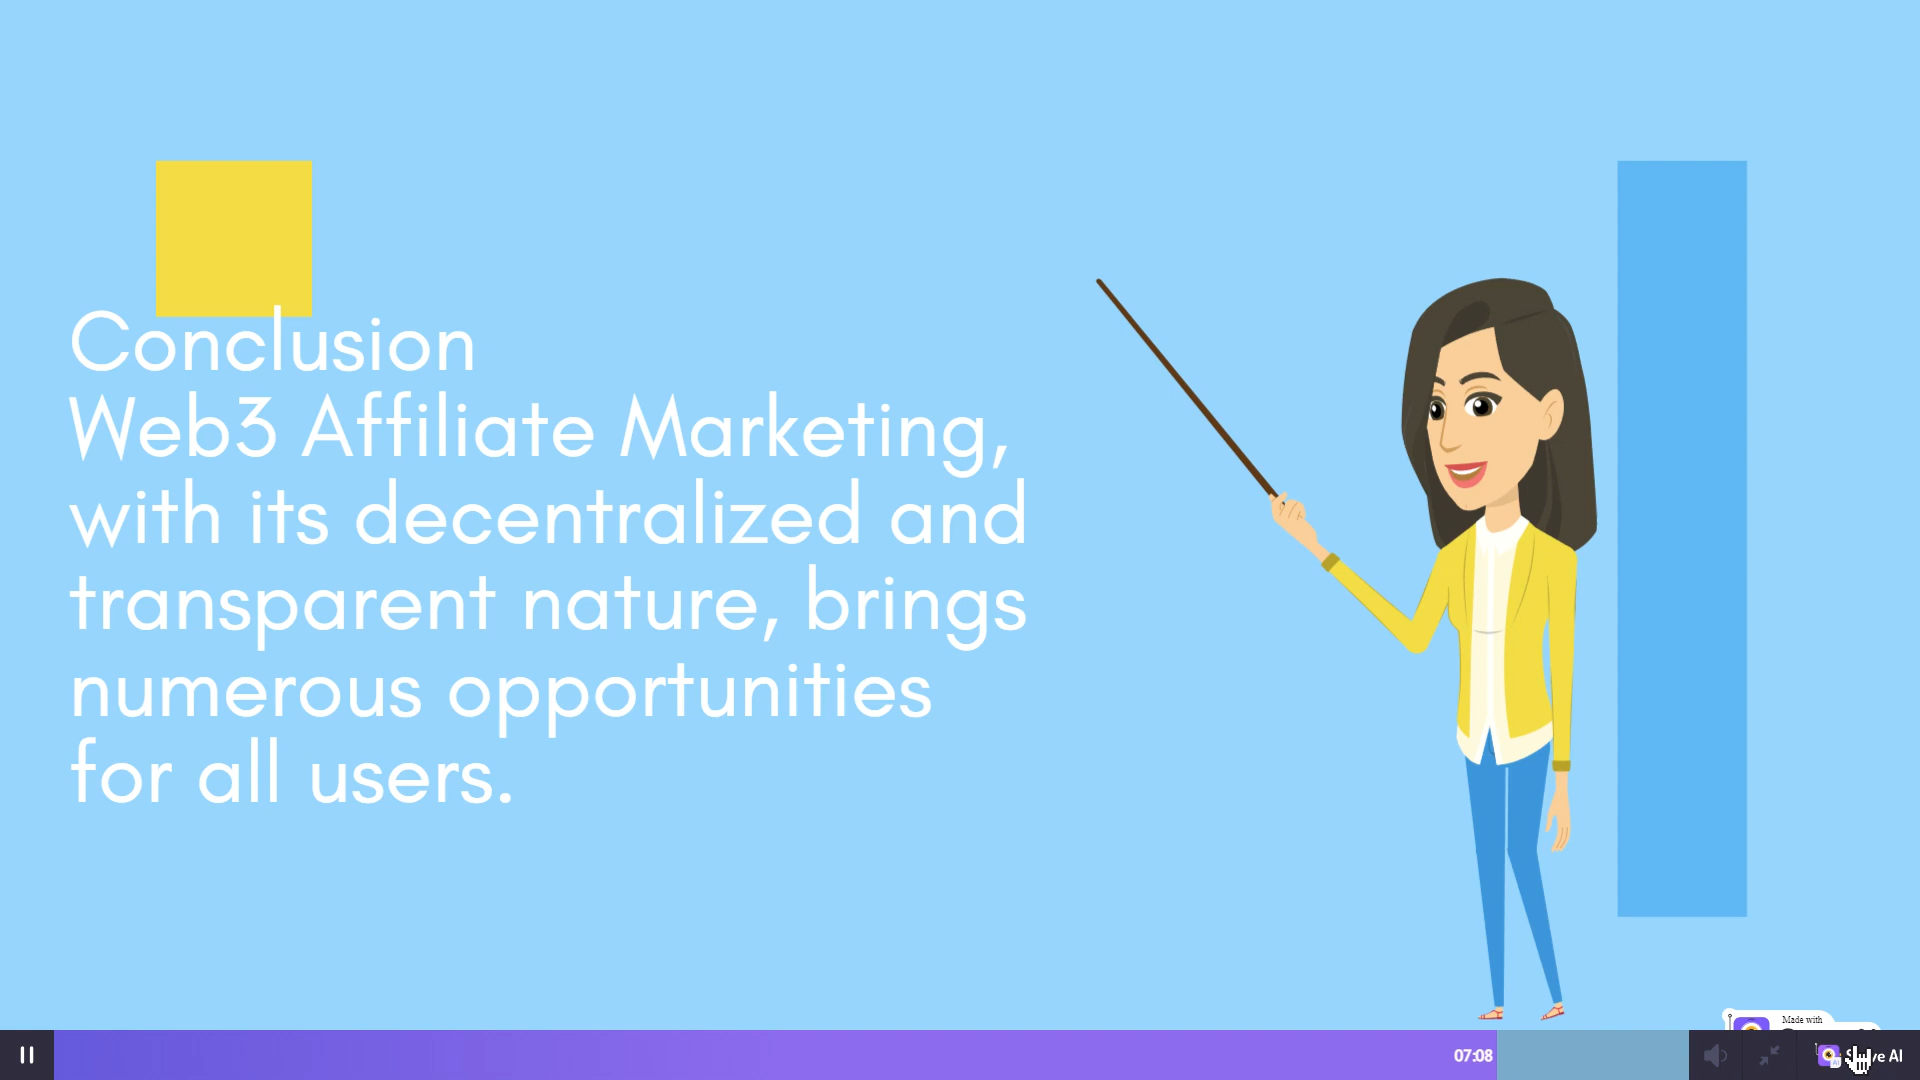 Conclusion
Web3 Affiliate Marketing,
with its decentralized and
transparent nature, brings
numerous opportunities
for all users.
Made with
07:08
AI